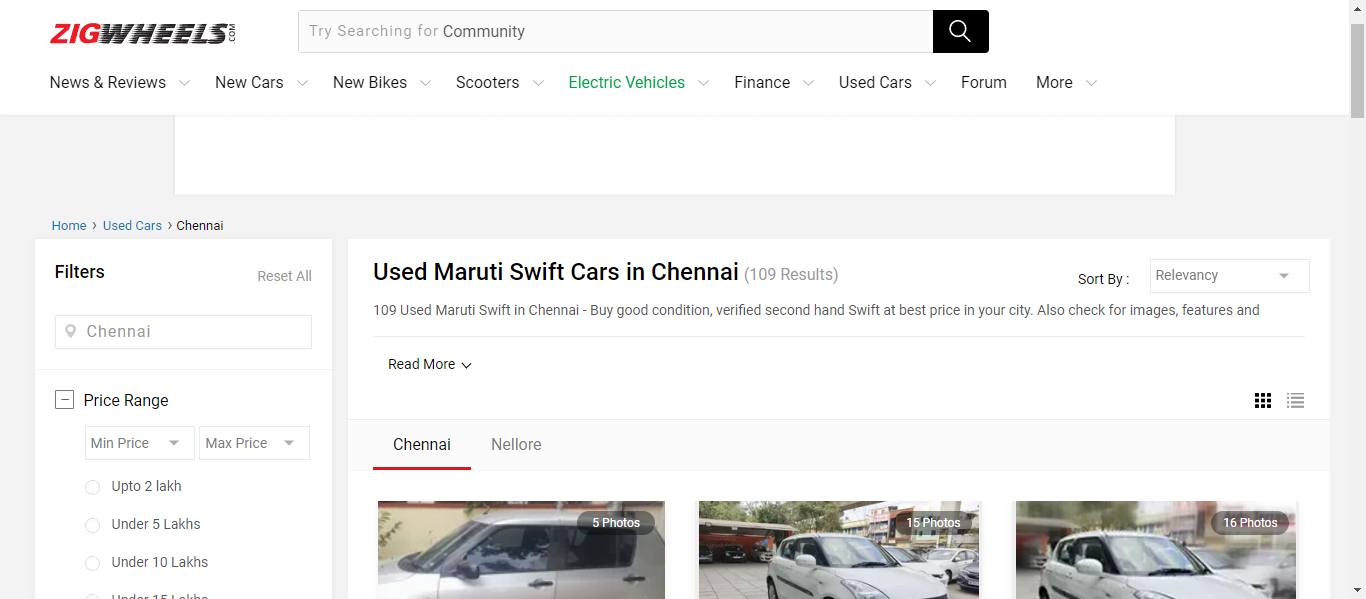 ZIGWHEELS.COM
Try Searching for Community
News & Reviews New Cars New Bikes Scooters Electric Vehicles Finance Used Cars Forum More
Home › Used Cars › Chennai
Filters
Reset All
Chennai
Price Range
Min Price Max Price
Upto 2 lakh
Under 5 Lakhs
Under 10 Lakhs
Under 15 Lakhs
Used Maruti Swift Cars in Chennai (109 Results)
Sort By : Relevancy
109 Used Maruti Swift in Chennai - Buy good condition, verified second hand Swift at best price in your city. Also check for images, features and
Read More
Chennai Nellore
5 Photos 15 Photos 16 Photos